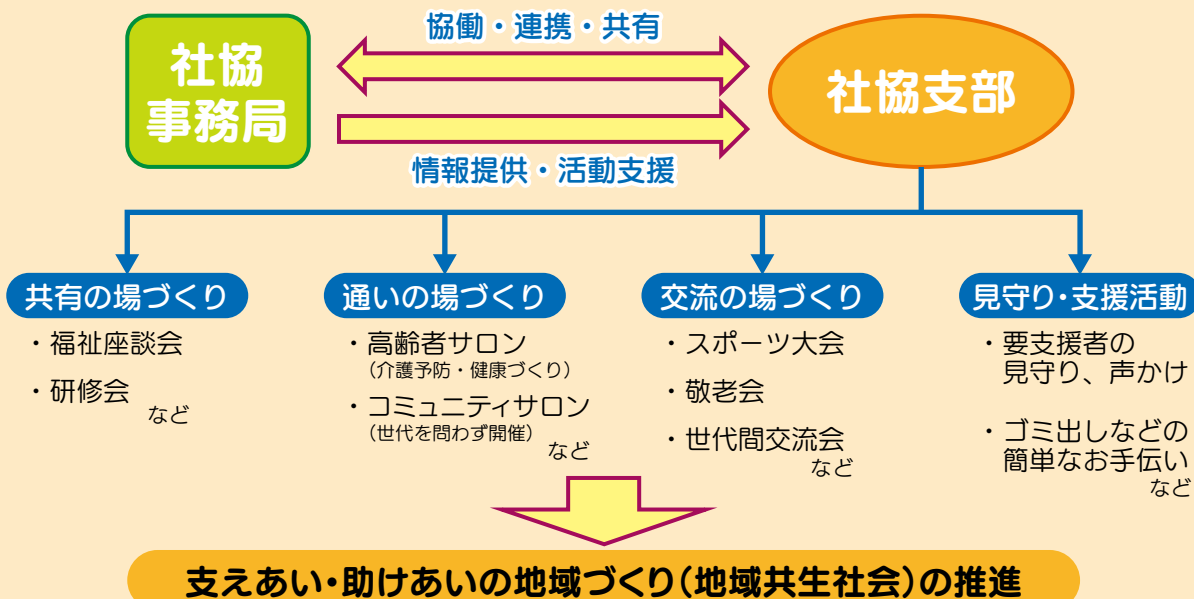 協働・連携・共有
社協
事務局
社協支部
情報提供・活動支援
共有の場づくり
・福祉座談会
・研修会
など
通いの場づくり
・高齢者サロン
(介護予防・健康づくり)
・コミュニティサロン
(世代を問わず開催)
など
交流の場づくり
・スポーツ大会
・敬老会
・世代間交流会
など
見守り・支援活動
・要支援者の
見守り、声かけ
・ゴミ出しなどの
簡単なお手伝い
など
支えあい・助けあいの地域づくり(地域共生社会)の推進